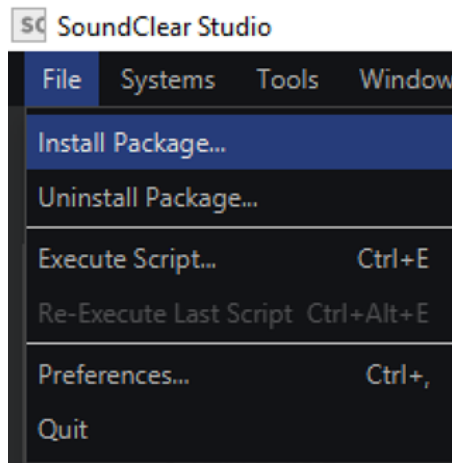 SC SoundClear Studio
File Systems Tools Window
Install Package...
Uninstall Package...
Execute Script... Ctrl+E
Re-Execute Last Script Ctrl+Alt+E
Preferences... Ctrl+,
Quit